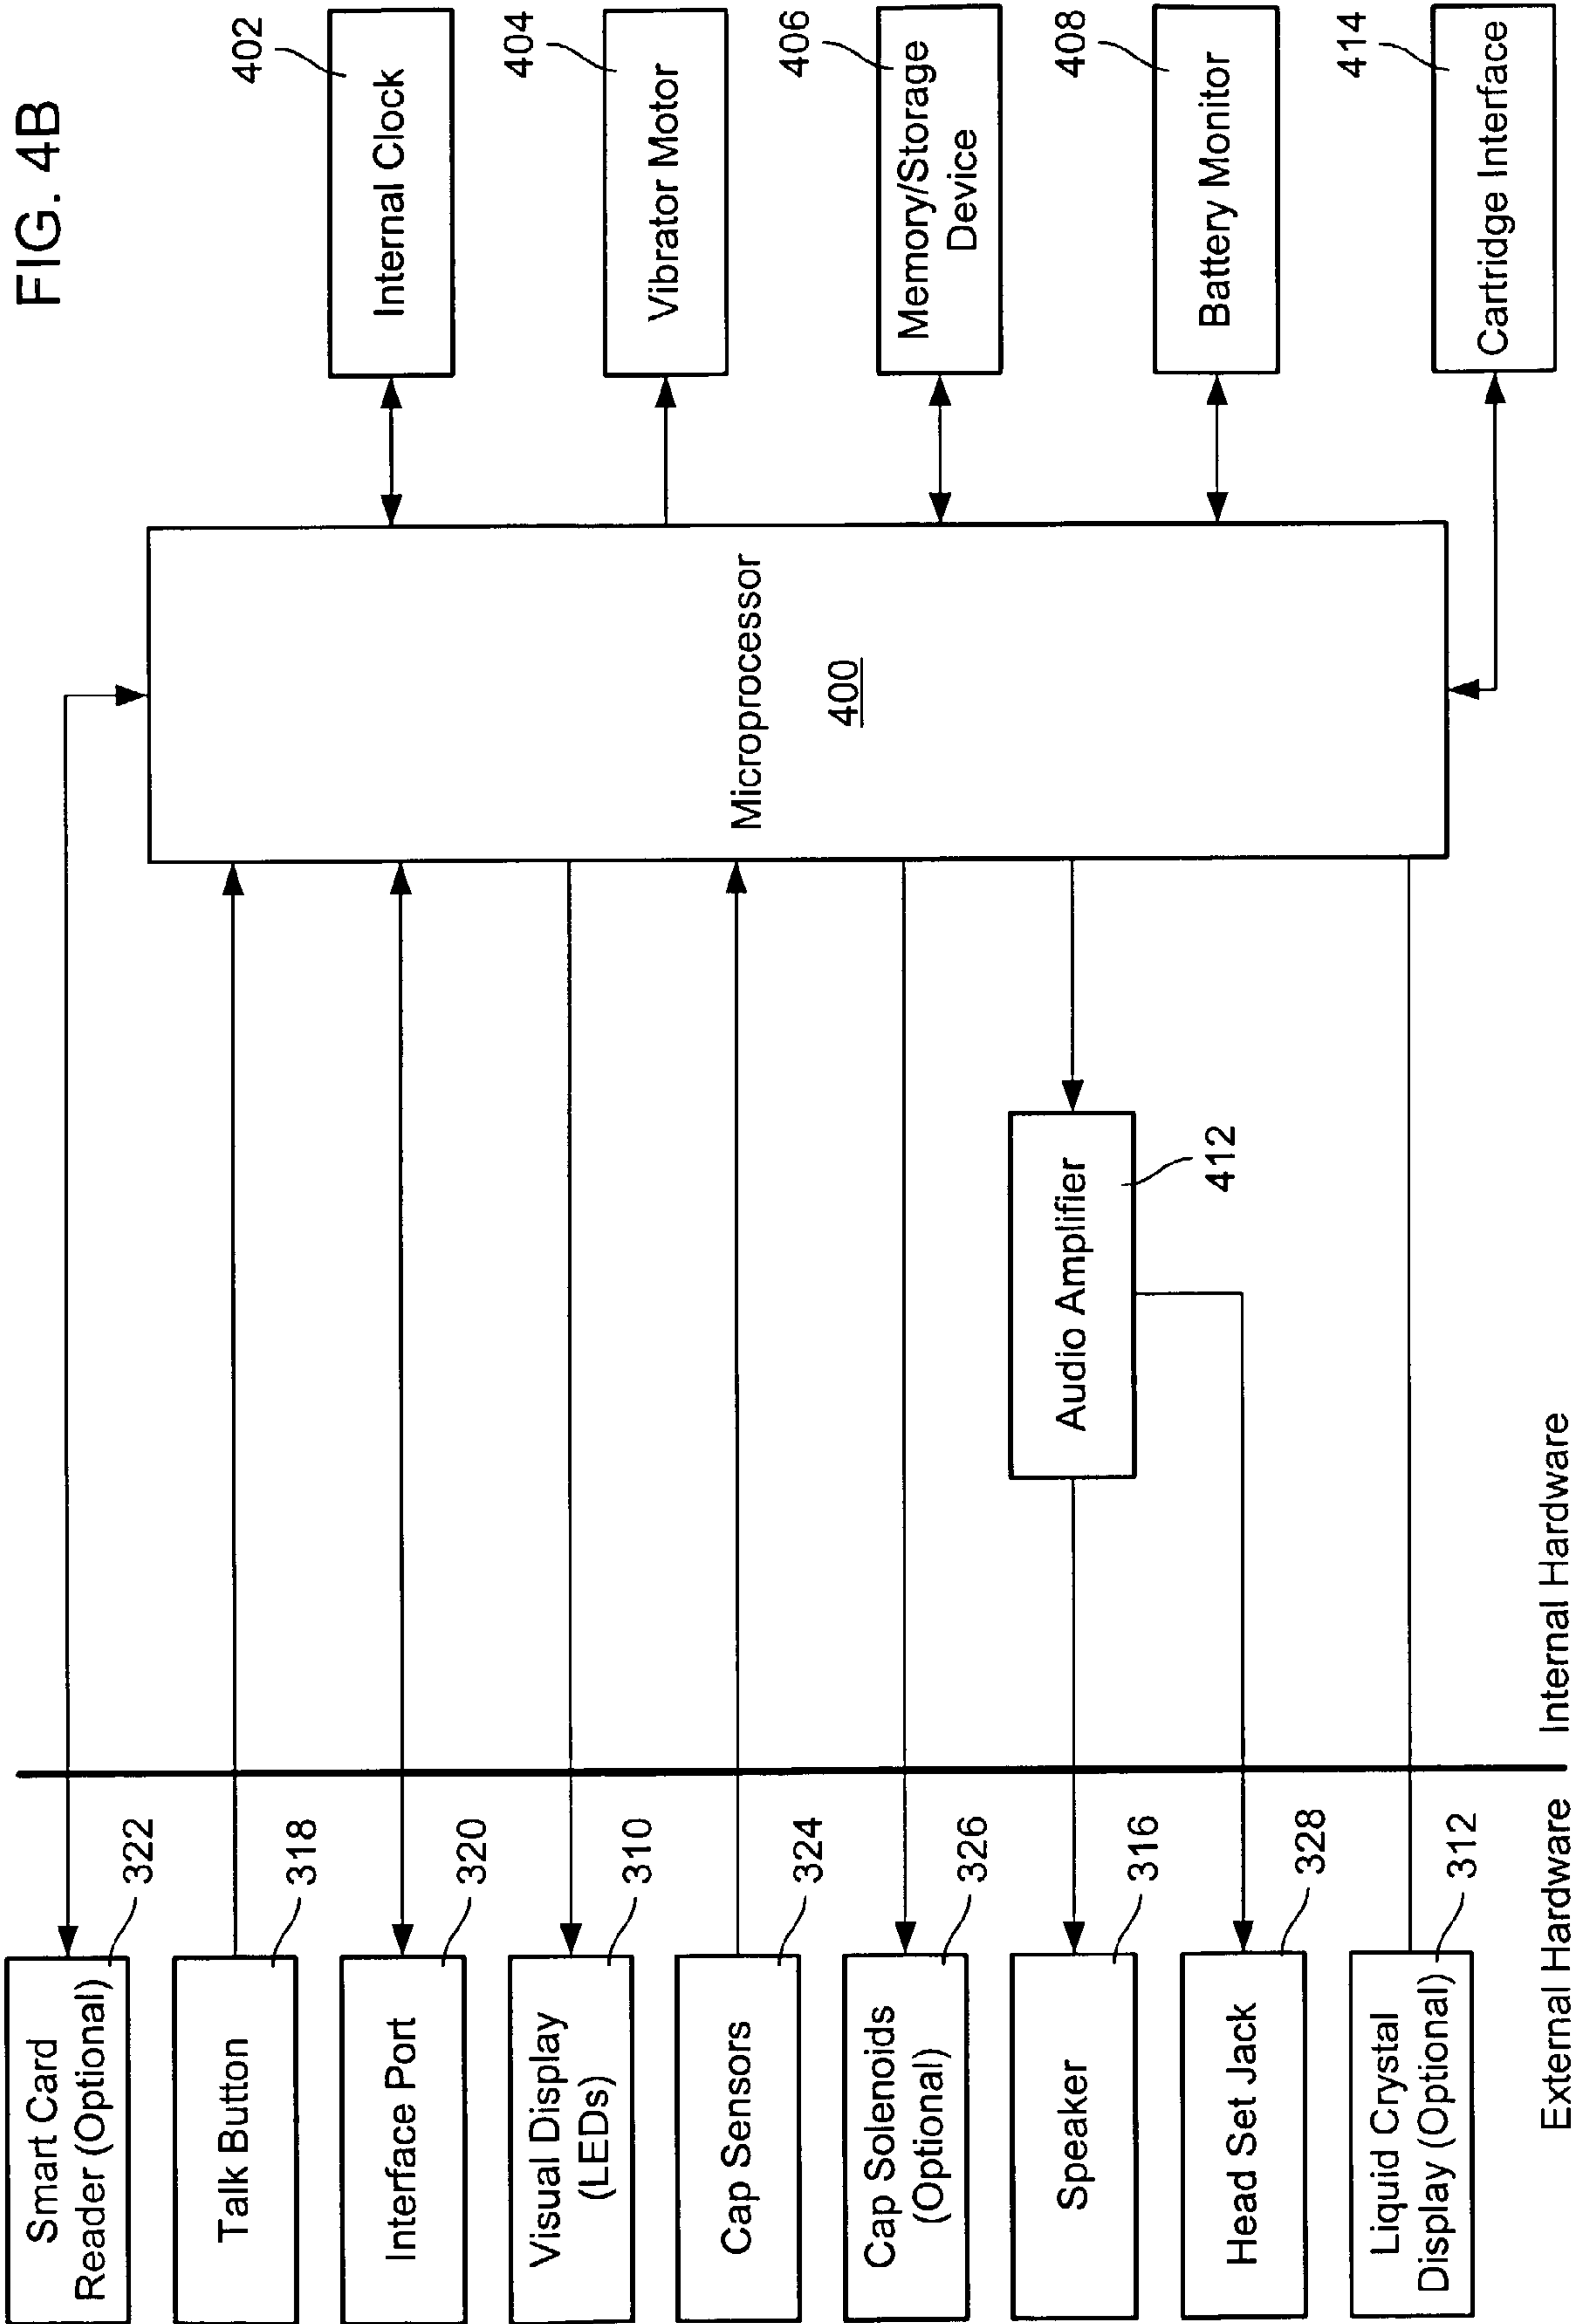 FIG. 4B
Smart Card
Reader (Optional)
322
Talk Button
318
Interface Port
320
Visual Display
(LEDs)
310
Cap Sensors
324
Cap Solenoids
(Optional)
326
Speaker
316
Head Set Jack
328
Liquid Crystal
Display (Optional)
312
External Hardware
Internal Hardware
Audio Amplifier
412
Microprocessor
400
Internal Clock
402
Vibrator Motor
404
Memory/Storage
Device
406
Battery Monitor
408
Cartridge Interface
414